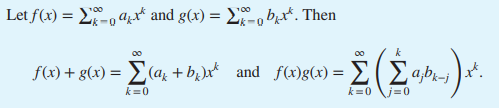 Let f(x) = ∑_{k=0}^{∞} a_k x^k and g(x) = ∑_{k=0}^{∞} b_k x^k. Then
f(x) + g(x) = ∑_{k=0}^{∞} (a_k + b_k)x^k and f(x)g(x) = ∑_{k=0}^{∞} (∑_{j=0}^{k} a_j b_{k−j}) x^k.